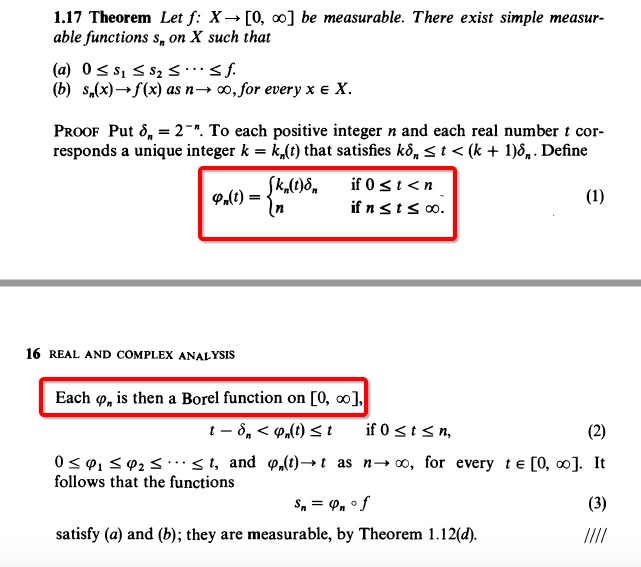 1.17 Theorem Let f: X → [0, ∞] be measurable. There exist simple measur-
able functions sₙ on X such that
(a) 0 ≤ s₁ ≤ s₂ ≤ ··· ≤ f.
(b) sₙ(x) → f(x) as n → ∞, for every x ∈ X.
PROOF Put δₙ = 2⁻ⁿ. To each positive integer n and each real number t cor-
responds a unique integer k = kₙ(t) that satisfies kδₙ ≤ t < (k + 1)δₙ. Define
φₙ(t) = { kₙ(t)δₙ if 0 ≤ t < n
n if n ≤ t ≤ ∞. (1)
16 REAL AND COMPLEX ANALYSIS
Each φₙ is then a Borel function on [0, ∞],
t − δₙ < φₙ(t) ≤ t if 0 ≤ t ≤ n, (2)
0 ≤ φ₁ ≤ φ₂ ≤ ··· ≤ t, and φₙ(t) → t as n → ∞, for every t ∈ [0, ∞]. It
follows that the functions
sₙ = φₙ ∘ f (3)
satisfy (a) and (b); they are measurable, by Theorem 1.12(d). ////